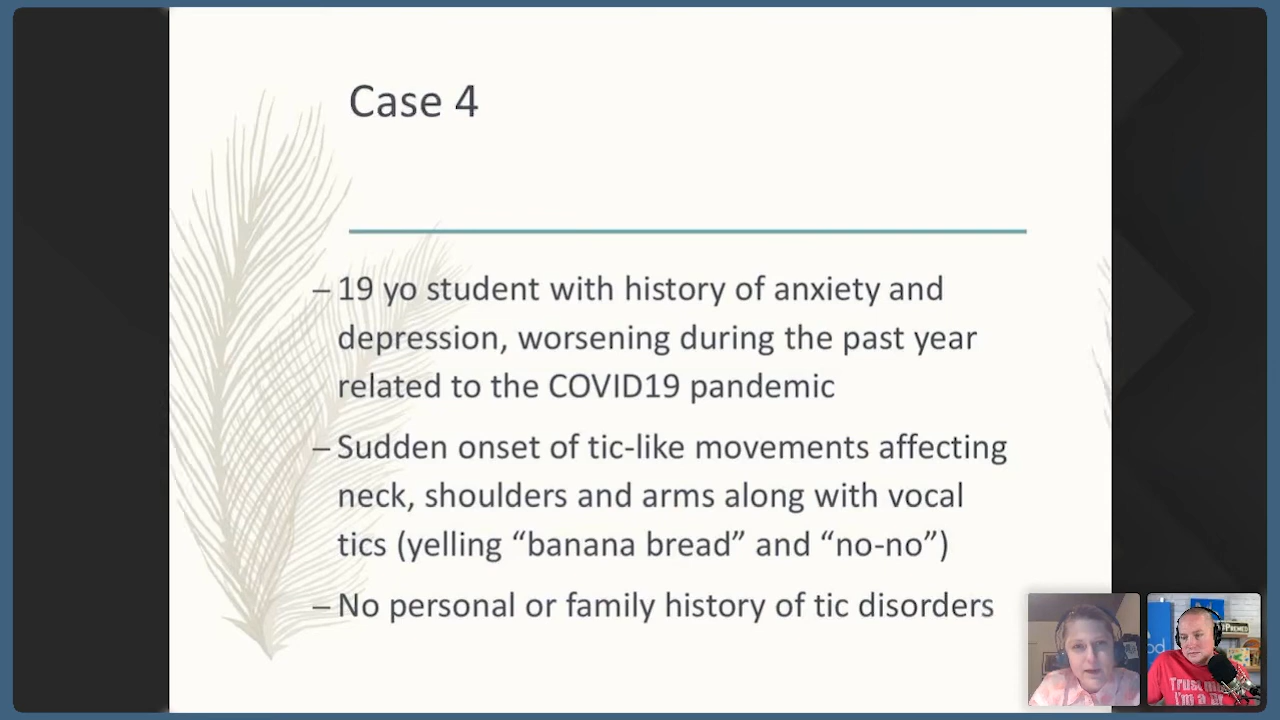 Case 4
– 19 yo student with history of anxiety and
depression, worsening during the past year
related to the COVID19 pandemic
– Sudden onset of tic-like movements affecting
neck, shoulders and arms along with vocal
tics (yelling “banana bread” and “no-no”)
– No personal or family history of tic disorders
I'm a